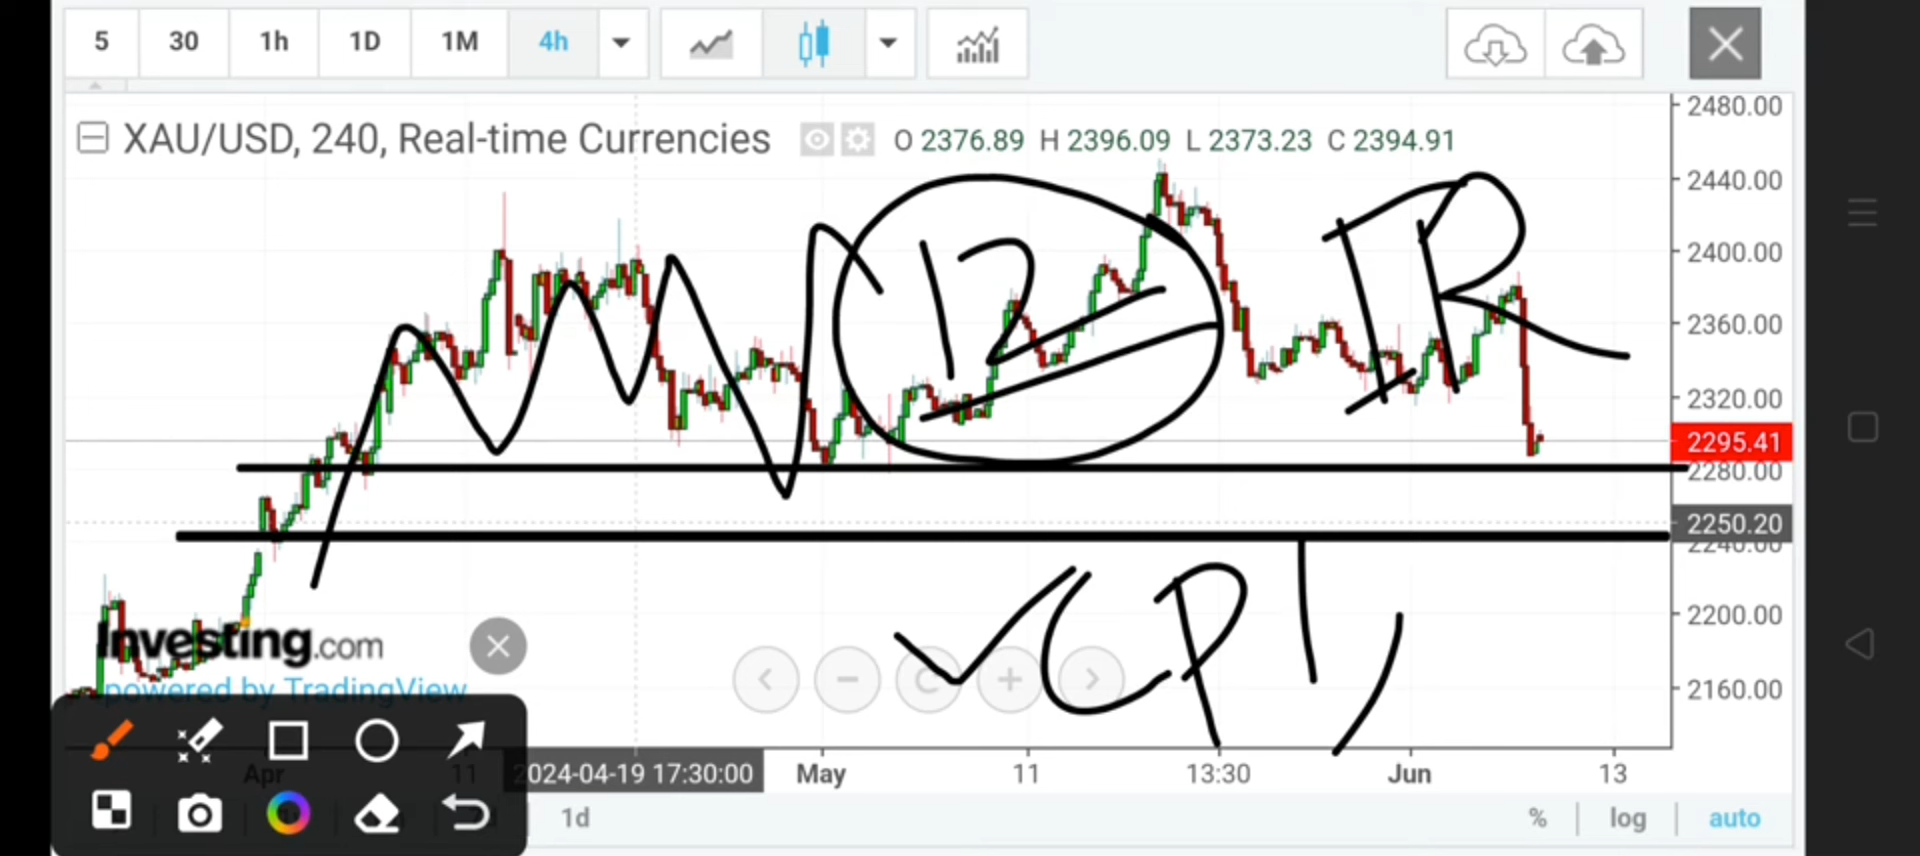 5 30 1h 1D 1M 4h
XAU/USD, 240, Real-time Currencies O 2376.89 H 2396.09 L 2373.23 C 2394.91
2480.00
2440.00
2400.00
2360.00
2320.00
2295.41
2280.00
2250.20
2240.00
2200.00
2160.00
12
IR
CPI
Investing.com
powered by TradingView
Apr 11 2024-04-19 17:30:00 May 11 13:30 Jun 13
1d % log auto